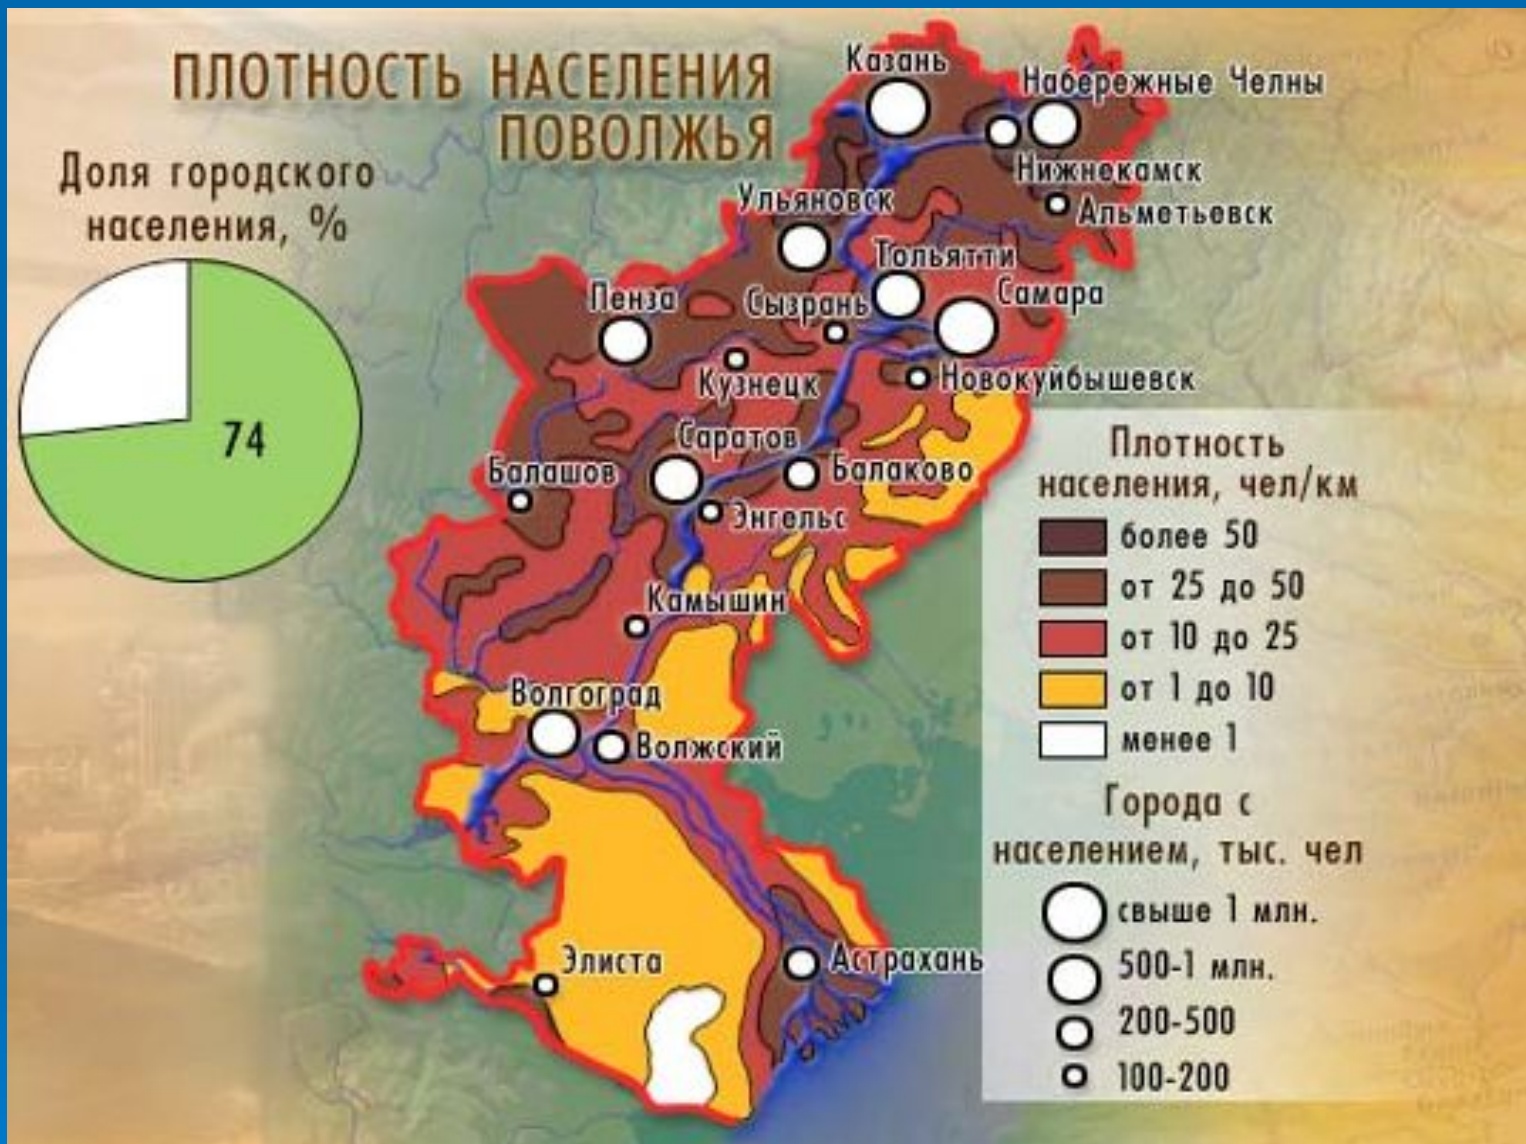 ПЛОТНОСТЬ НАСЕЛЕНИЯ
ПОВОЛЖЬЯ
Доля городского
населения, %
74
Казань
Набережные Челны
Нижнекамск
Альметьевск
Ульяновск
Тольятти
Самара
Сызрань
Пенза
Кузнецк
Новокуйбышевск
Саратов
Балаково
Балашов
Энгельс
Камышин
Волгоград
Волжский
Элиста
Астрахань
Плотность
населения, чел/км
более 50
от 25 до 50
от 10 до 25
от 1 до 10
менее 1
Города с
населением, тыс. чел
свыше 1 млн.
500-1 млн.
200-500
100-200